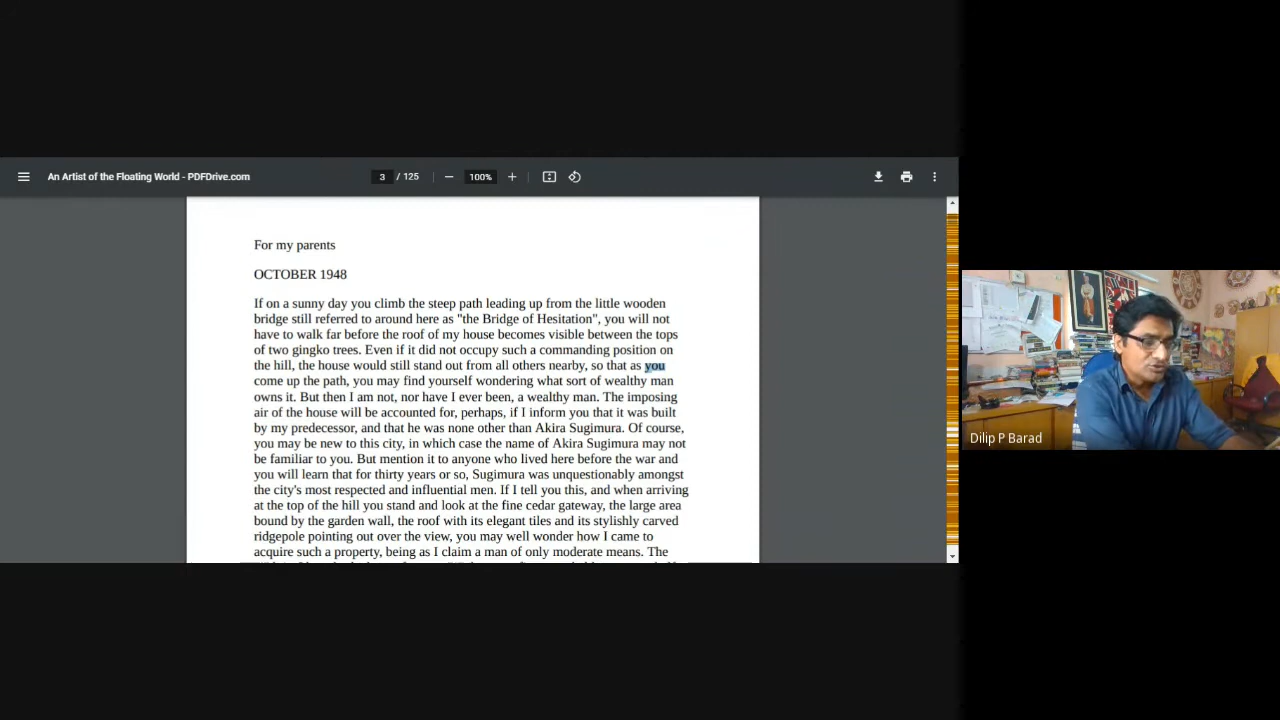 An Artist of the Floating World - PDFDrive.com
3 / 125
100%
For my parents
OCTOBER 1948
If on a sunny day you climb the steep path leading up from the little wooden
bridge still referred to around here as "the Bridge of Hesitation", you will not
have to walk far before the roof of my house becomes visible between the tops
of two gingko trees. Even if it did not occupy such a commanding position on
the hill, the house would still stand out from all others nearby, so that as you
come up the path, you may find yourself wondering what sort of wealthy man
owns it. But then I am not, nor have I ever been, a wealthy man. The imposing
air of the house will be accounted for, perhaps, if I inform you that it was built
by my predecessor, and that he was none other than Akira Sugimura. Of course,
you may be new to this city, in which case the name of Akira Sugimura may not
be familiar to you. But mention it to anyone who lived here before the war and
you will learn that for thirty years or so, Sugimura was unquestionably amongst
the city's most respected and influential men. If I tell you this, and when arriving
at the top of the hill you stand and look at the fine cedar gateway, the large area
bound by the garden wall, the roof with its elegant tiles and its stylishly carved
ridgepole pointing out over the view, you may well wonder how I came to
acquire such a property, being as I claim a man of only moderate means. The
Dilip P Barad